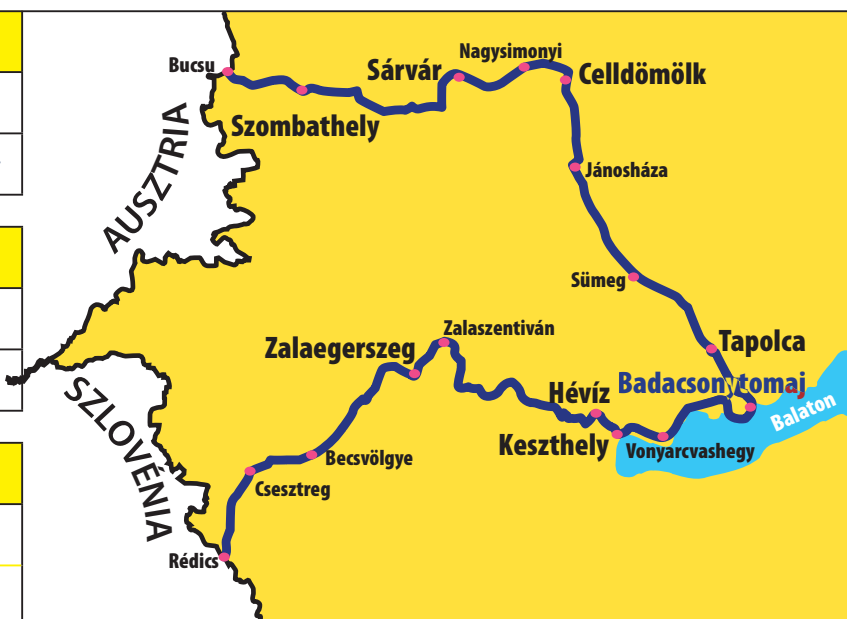 Bucsu
Szombathely
Sárvár
Nagysimonyi
Celldömölk
AUSZTRIA
Jánosháza
Sümeg
Tapolca
Zalaszentiván
Zalaegerszeg
Badacsonytomaj
Hévíz
Balaton
Keszthely
Vonyarcvashegy
SZLOVÉNIA
Becsvölgye
Csesztreg
Rédics